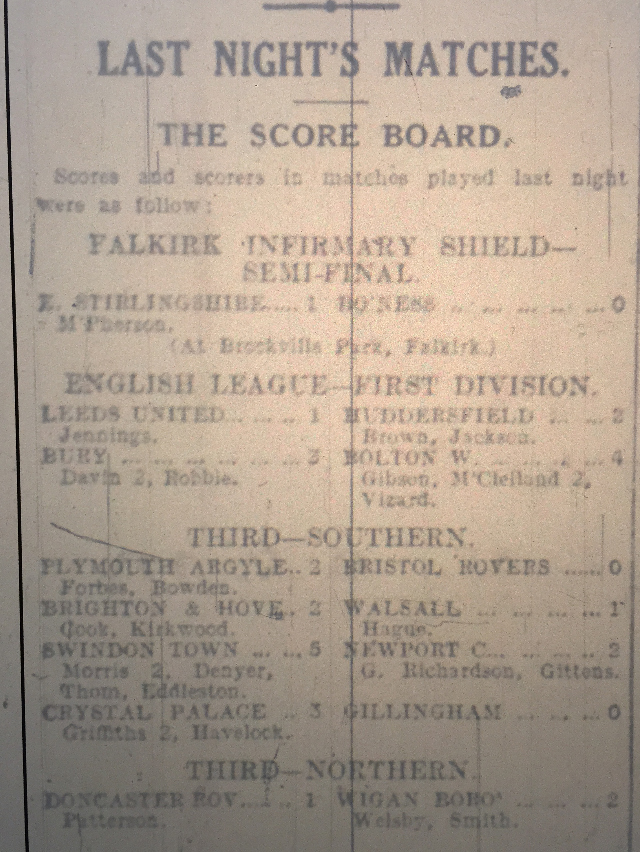 LAST NIGHT'S MATCHES.
THE SCORE BOARD.
Scores and scorers in matches played last night
were as follow:
FALKIRK INFIRMARY SHIELD—
SEMI-FINAL.
E. STIRLINGSHIRE.... 1 BO'NESS .. ... ... ... 0
M'Pherson.
(At Brockville Park, Falkirk.)
ENGLISH LEAGUE—FIRST DIVISION.
LEEDS UNITED... ... .. 1 HUDDERSFIELD ... ... 2
Jennings. Brown, Jackson.
BURY ... ... ... ... ... 3 BOLTON W. ... ... ... ... 4
Davin 2, Robbie. Gibson, M'Clelland 2,
Vizard.
THIRD—SOUTHERN.
PLYMOUTH ARGYLE.. 2 BRISTOL ROVERS ...... 0
Forbes, Bowden.
BRIGHTON & HOVE.. 2 WALSALL ... ... ... ... 1
Cook, Kirkwood. Hague.
SWINDON TOWN ... ... 5 NEWPORT C... ... ... ... 2
Morris 2, Denyer, G. Richardson, Gittens.
Thom, Eddleston.
CRYSTAL PALACE .. 3 GILLINGHAM ... ... ... 0
Griffiths 2, Havelock.
THIRD—NORTHERN.
DONCASTER ROV... ... .. 1 WIGAN BORO' ... ... ... 2
Patterson. Welsby, Smith.